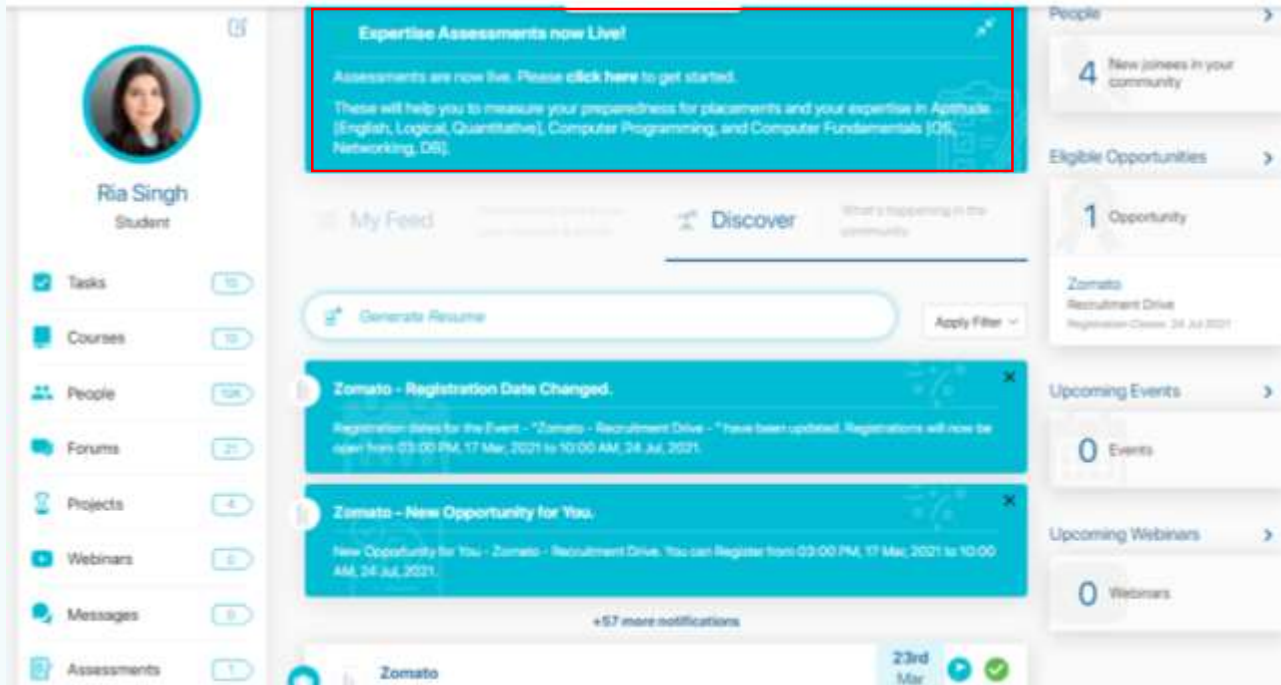 Ria Singh
Student
Tasks 10
Courses 10
People
Forums 21
Projects 4
Webinars 0
Messages 0
Assessments 1
Expertise Assessments now Live!
Assessments are now live. Please click here to get started.
These will help you to measure your preparedness for placements and your expertise in Aptitude
[English, Logical, Quantitative], Computer Programming, and Computer Fundamentals [OS,
Networking, DB].
My Feed
Discover
What's happening in the
community
Generate Resume
Apply Filter
Zomato - Registration Date Changed.
Registration dates for the Event - "Zomato - Recruitment Drive - " have been updated. Registrations will now be
open from 03:00 PM, 17 Mar, 2021 to 10:00 AM, 24 Jul, 2021.
Zomato - New Opportunity for You.
New Opportunity for You - Zomato - Recruitment Drive. You can Register from 03:00 PM, 17 Mar, 2021 to 10:00
AM, 24 Jul, 2021.
+57 more notifications
Zomato
23rd
Mar
People
4 New joinees in your
community
Eligible Opportunities
1 Opportunity
Zomato
Recruitment Drive
Registration Closes: 24 Jul 2021
Upcoming Events
0 Events
Upcoming Webinars
0 Webinars